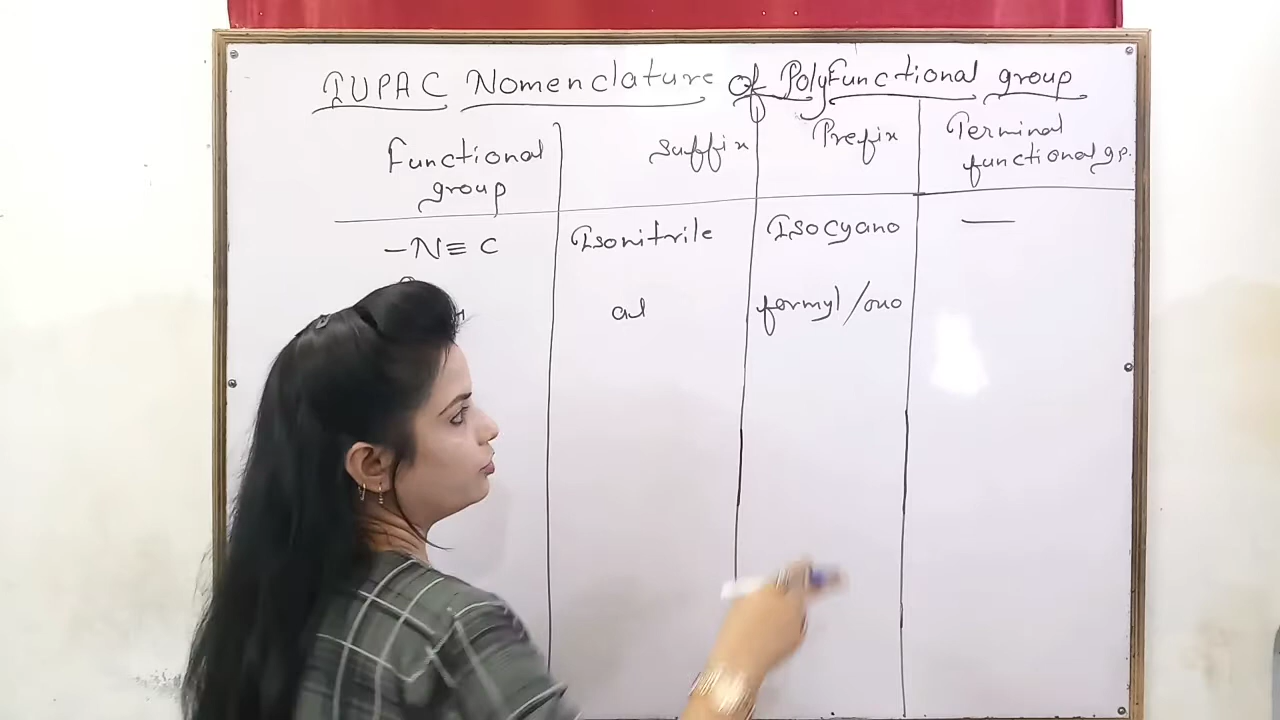 IUPAC Nomenclature of PolyFunctional group
Functional group
Suffix
Prefix
Terminal functional gp.
-N≡C
Isonitrile
Isocyano
—
al
formyl/oxo